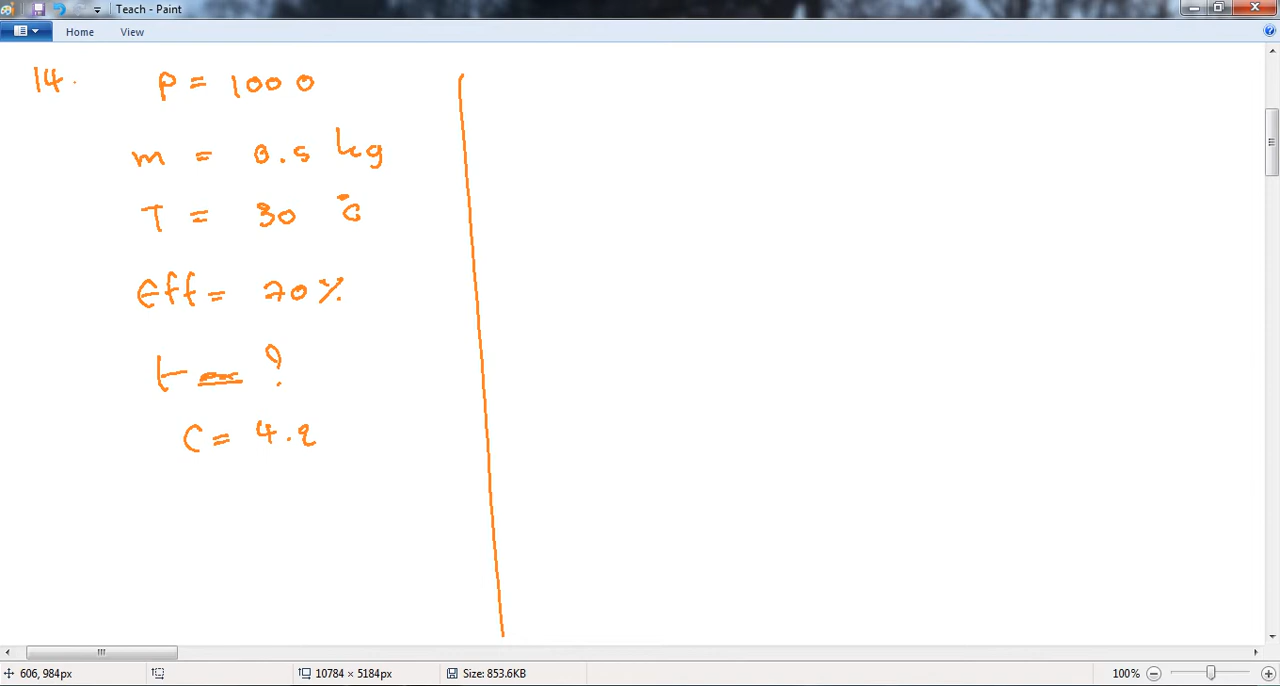 Teach - Paint
Home View
14. P = 1000
m = 0.5 kg
T = 30 °C
Eff = 70%
t = ?
C = 4.2
606, 984px 10784 × 5184px Size: 853.6KB 100%